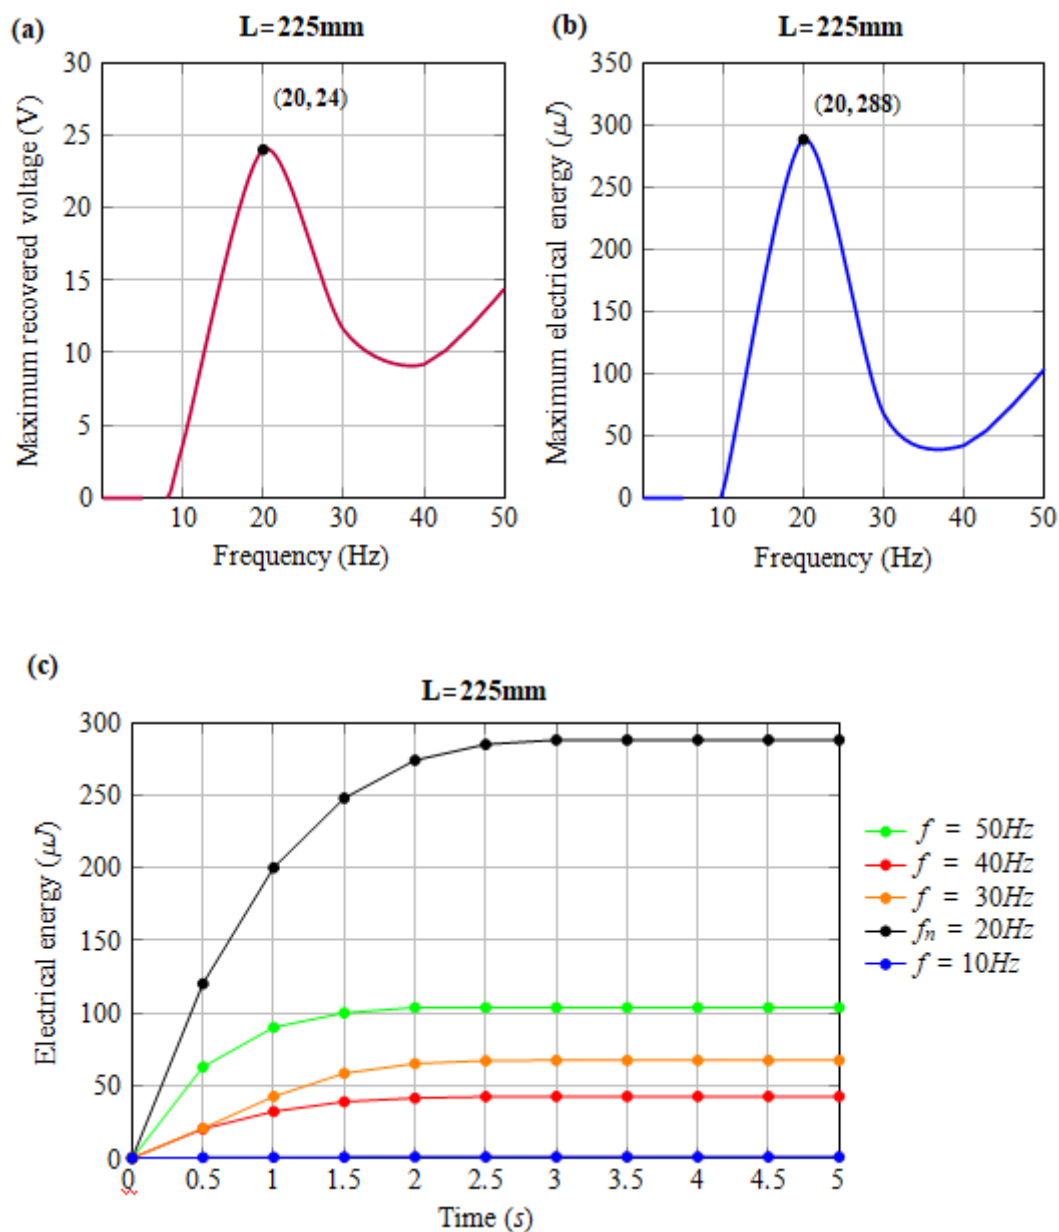 (a)
L=225mm
Maximum recovered voltage (V)
30
25
20
15
10
5
0
(20,24)
10 20 30 40 50
Frequency (Hz)
(b)
L=225mm
Maximum electrical energy (μJ)
350
300
250
200
150
100
50
0
(20,288)
10 20 30 40 50
Frequency (Hz)
(c)
L=225mm
Electrical energy (μJ)
300
250
200
150
100
50
0
0 0.5 1 1.5 2 2.5 3 3.5 4 4.5 5
Time (s)
f = 50Hz
f = 40Hz
f = 30Hz
fn = 20Hz
f = 10Hz